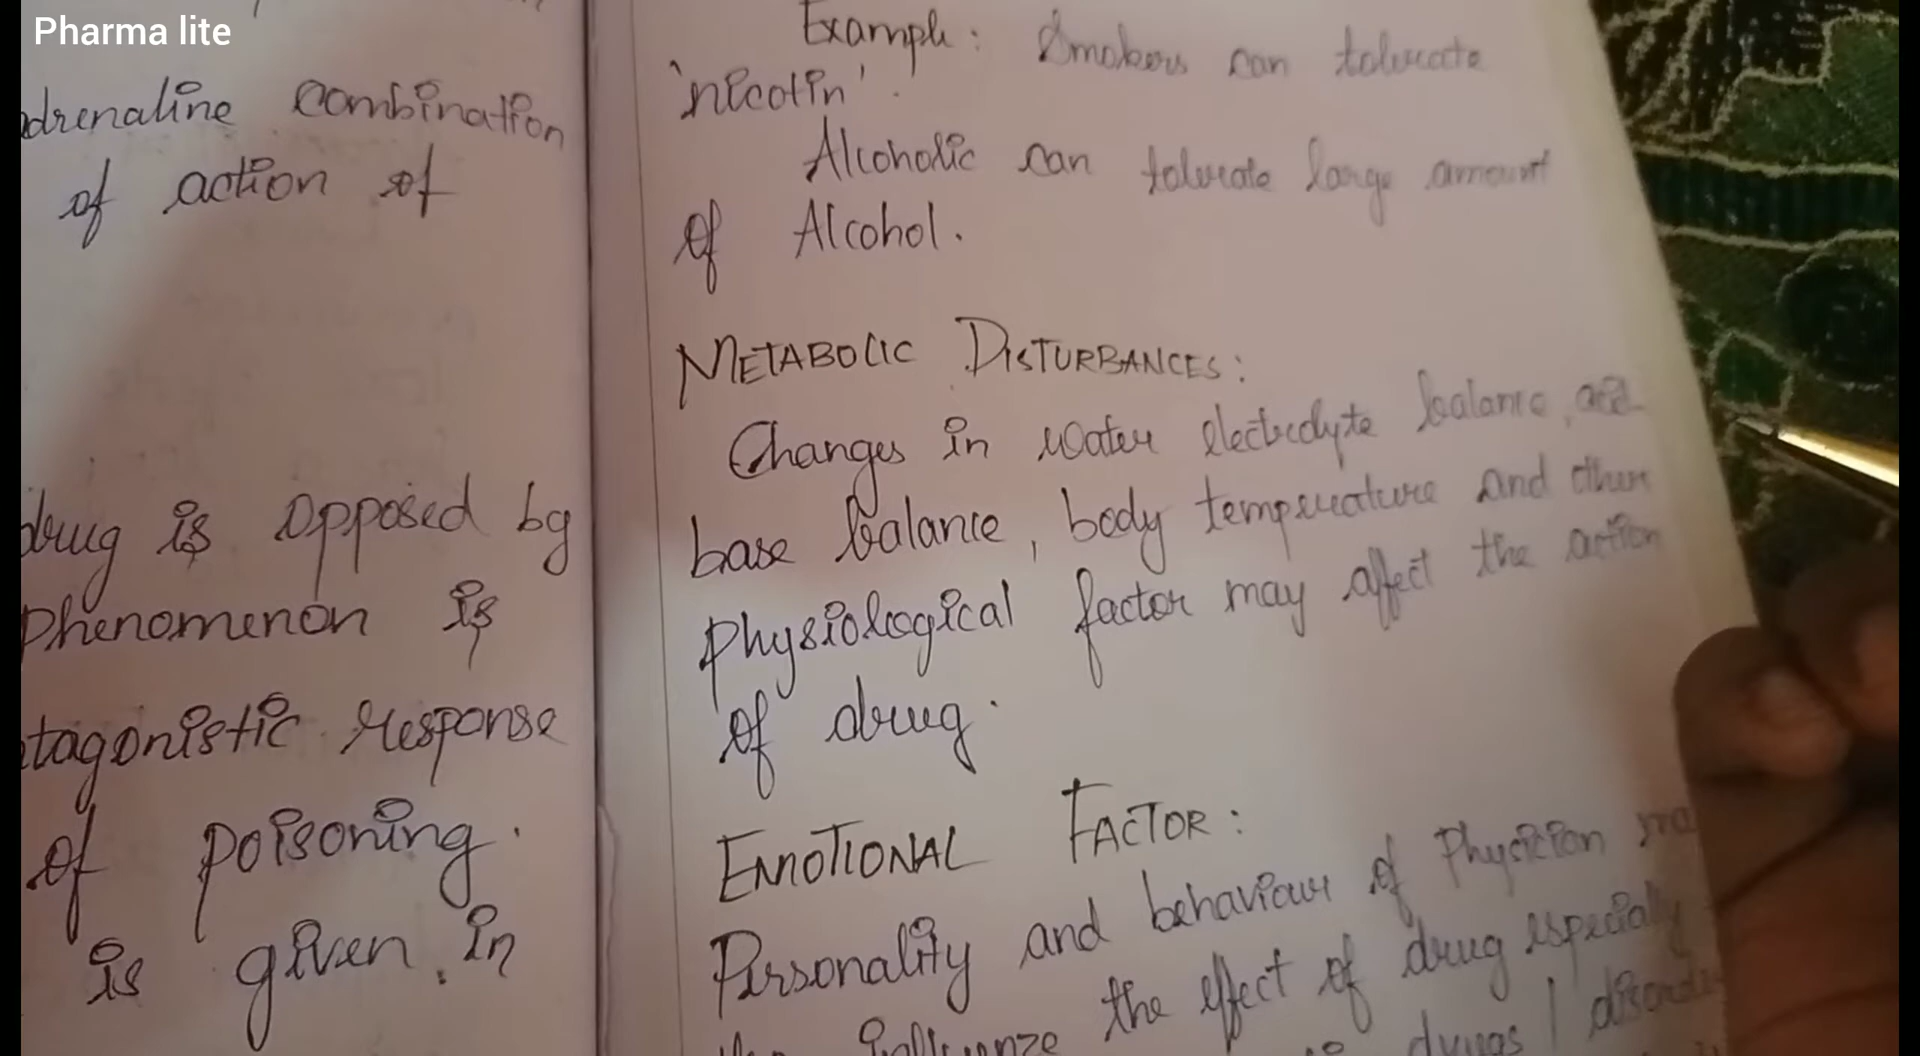 Pharma lite
drenaline combination
of action of
drug is opposed by
Phenomenon is
tagonistic response
of poisoning.
is given. in
Example: Smokers can tolerate
'nicotin'.
Alcoholic can tolerate large amount
of Alcohol.
METABOLIC DISTURBANCES:
Changes in water electrolyte balance, acid
base balance, body temperature and other
physiological factor may affect the action
of drug.
EMOTIONAL FACTOR:
Personality and behaviour of Physician ma
the effect of drug especially
drugs / disorde